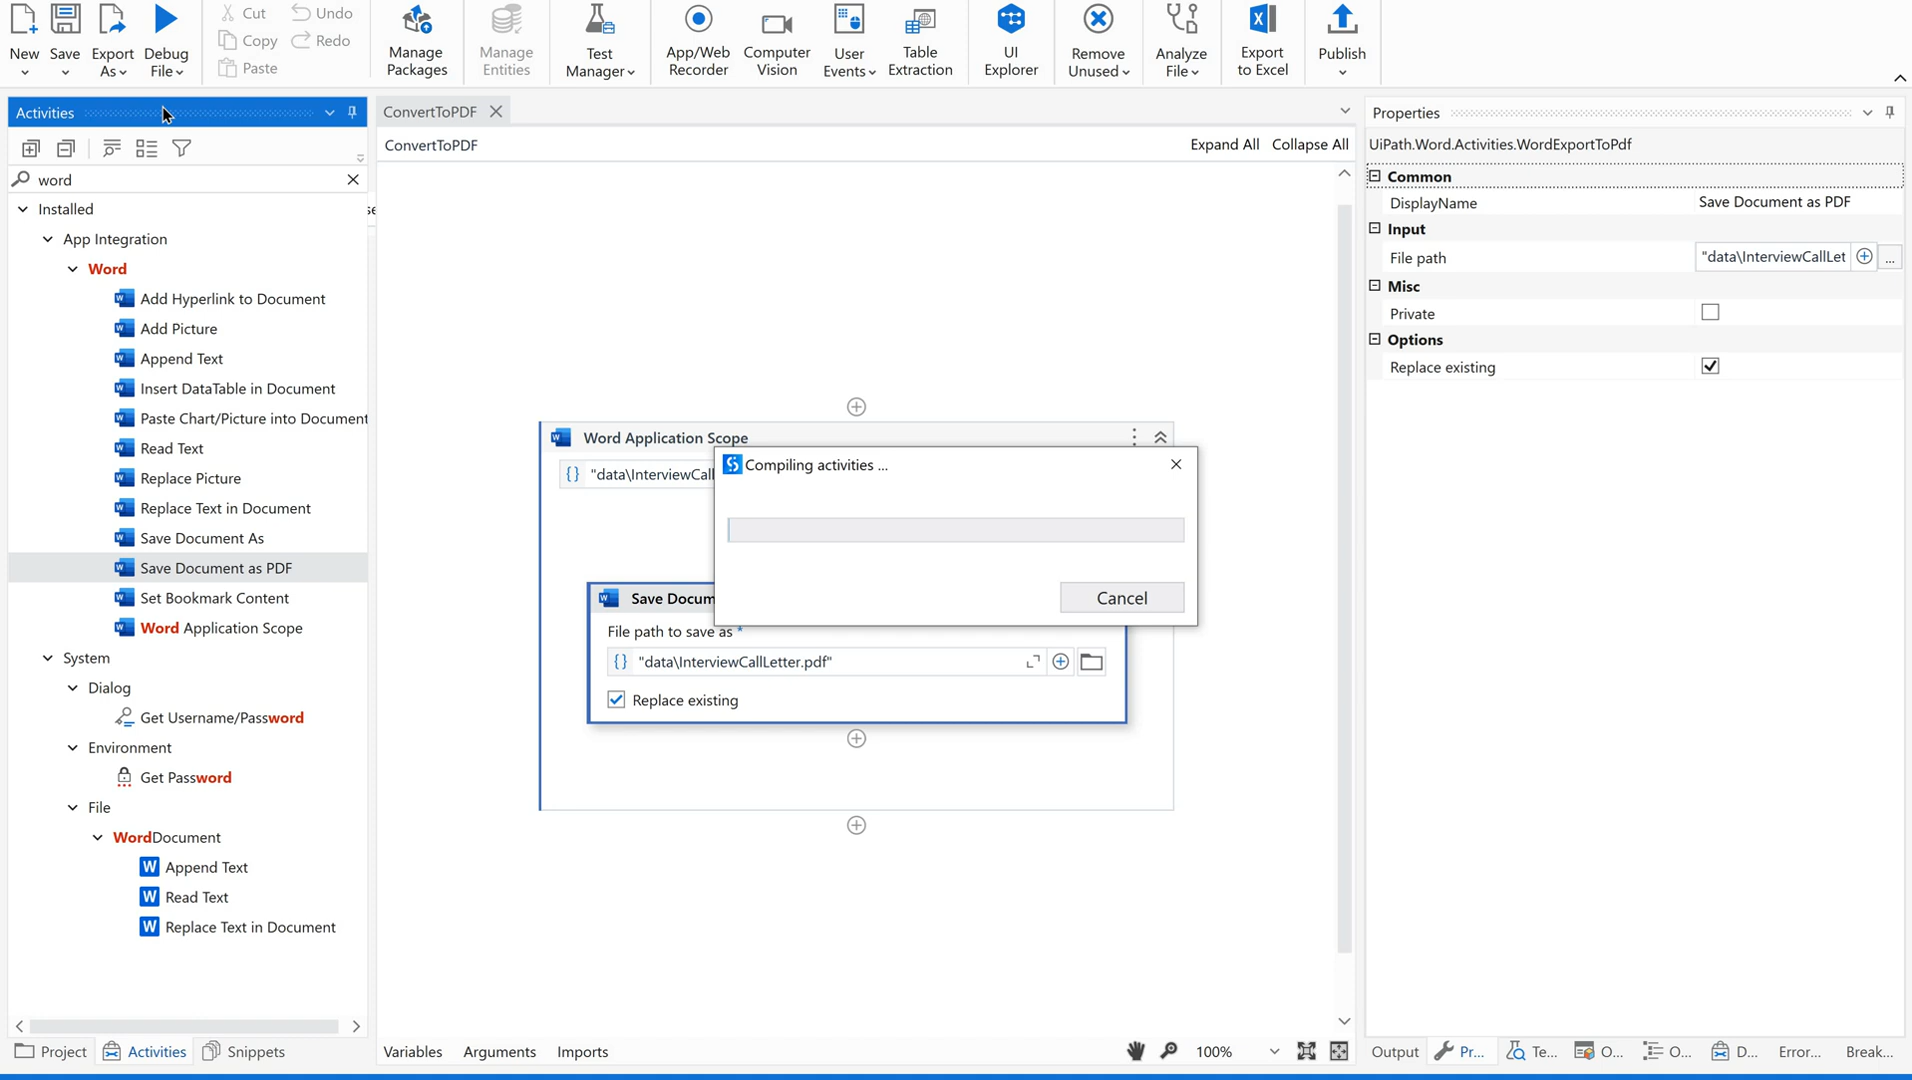 New
Save
Export As
Debug File
Cut
Copy
Paste
Undo
Redo
Manage Packages
Manage Entities
Test Manager
App/Web Recorder
Computer Vision
User Events
Table Extraction
UI Explorer
Remove Unused
Analyze File
Export to Excel
Publish
Activities
word
Installed
App Integration
Word
Add Hyperlink to Document
Add Picture
Append Text
Insert DataTable in Document
Paste Chart/Picture into Document
Read Text
Replace Picture
Replace Text in Document
Save Document As
Save Document as PDF
Set Bookmark Content
Word Application Scope
System
Dialog
Get Username/Password
Environment
Get Password
File
WordDocument
Append Text
Read Text
Replace Text in Document
Project
Activities
Snippets
ConvertToPDF
ConvertToPDF
Expand All Collapse All
Word Application Scope
"data\InterviewCall
Compiling activities ...
Cancel
Save Docum
File path to save as *
"data\InterviewCallLetter.pdf"
Replace existing
Variables
Arguments
Imports
100%
Properties
UiPath.Word.Activities.WordExportToPdf
Common
DisplayName Save Document as PDF
Input
File path "data\InterviewCallLet ...
Misc
Private
Options
Replace existing
Output
Pr...
Te...
O...
O...
D...
Error...
Break...